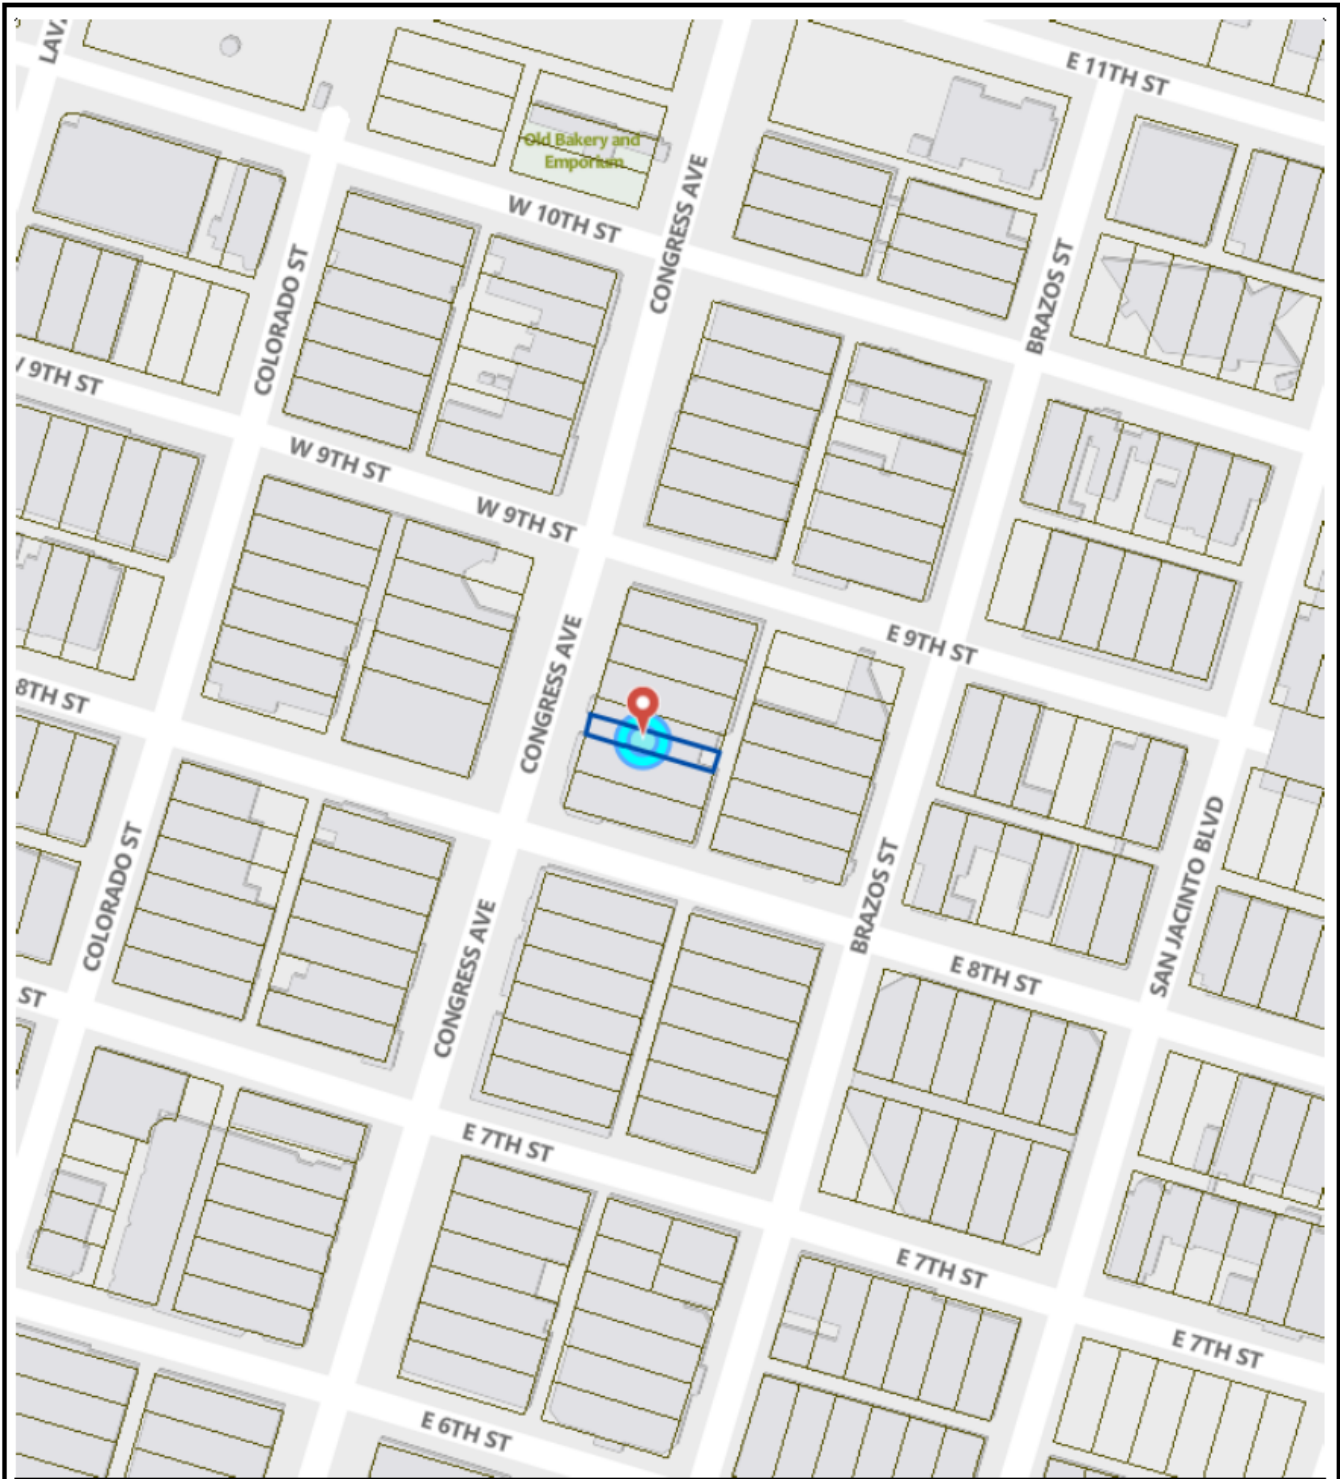 LAVA
E 11TH ST
Old Bakery and
Emporium
CONGRESS AVE
W 10TH ST
BRAZOS ST
COLORADO ST
W 9TH ST
W 9TH ST
W 9TH ST
CONGRESS AVE
E 9TH ST
8TH ST
COLORADO ST
BRAZOS ST
SAN JACINTO BLVD
CONGRESS AVE
E 8TH ST
ST
E 7TH ST
E 7TH ST
E 7TH ST
E 6TH ST